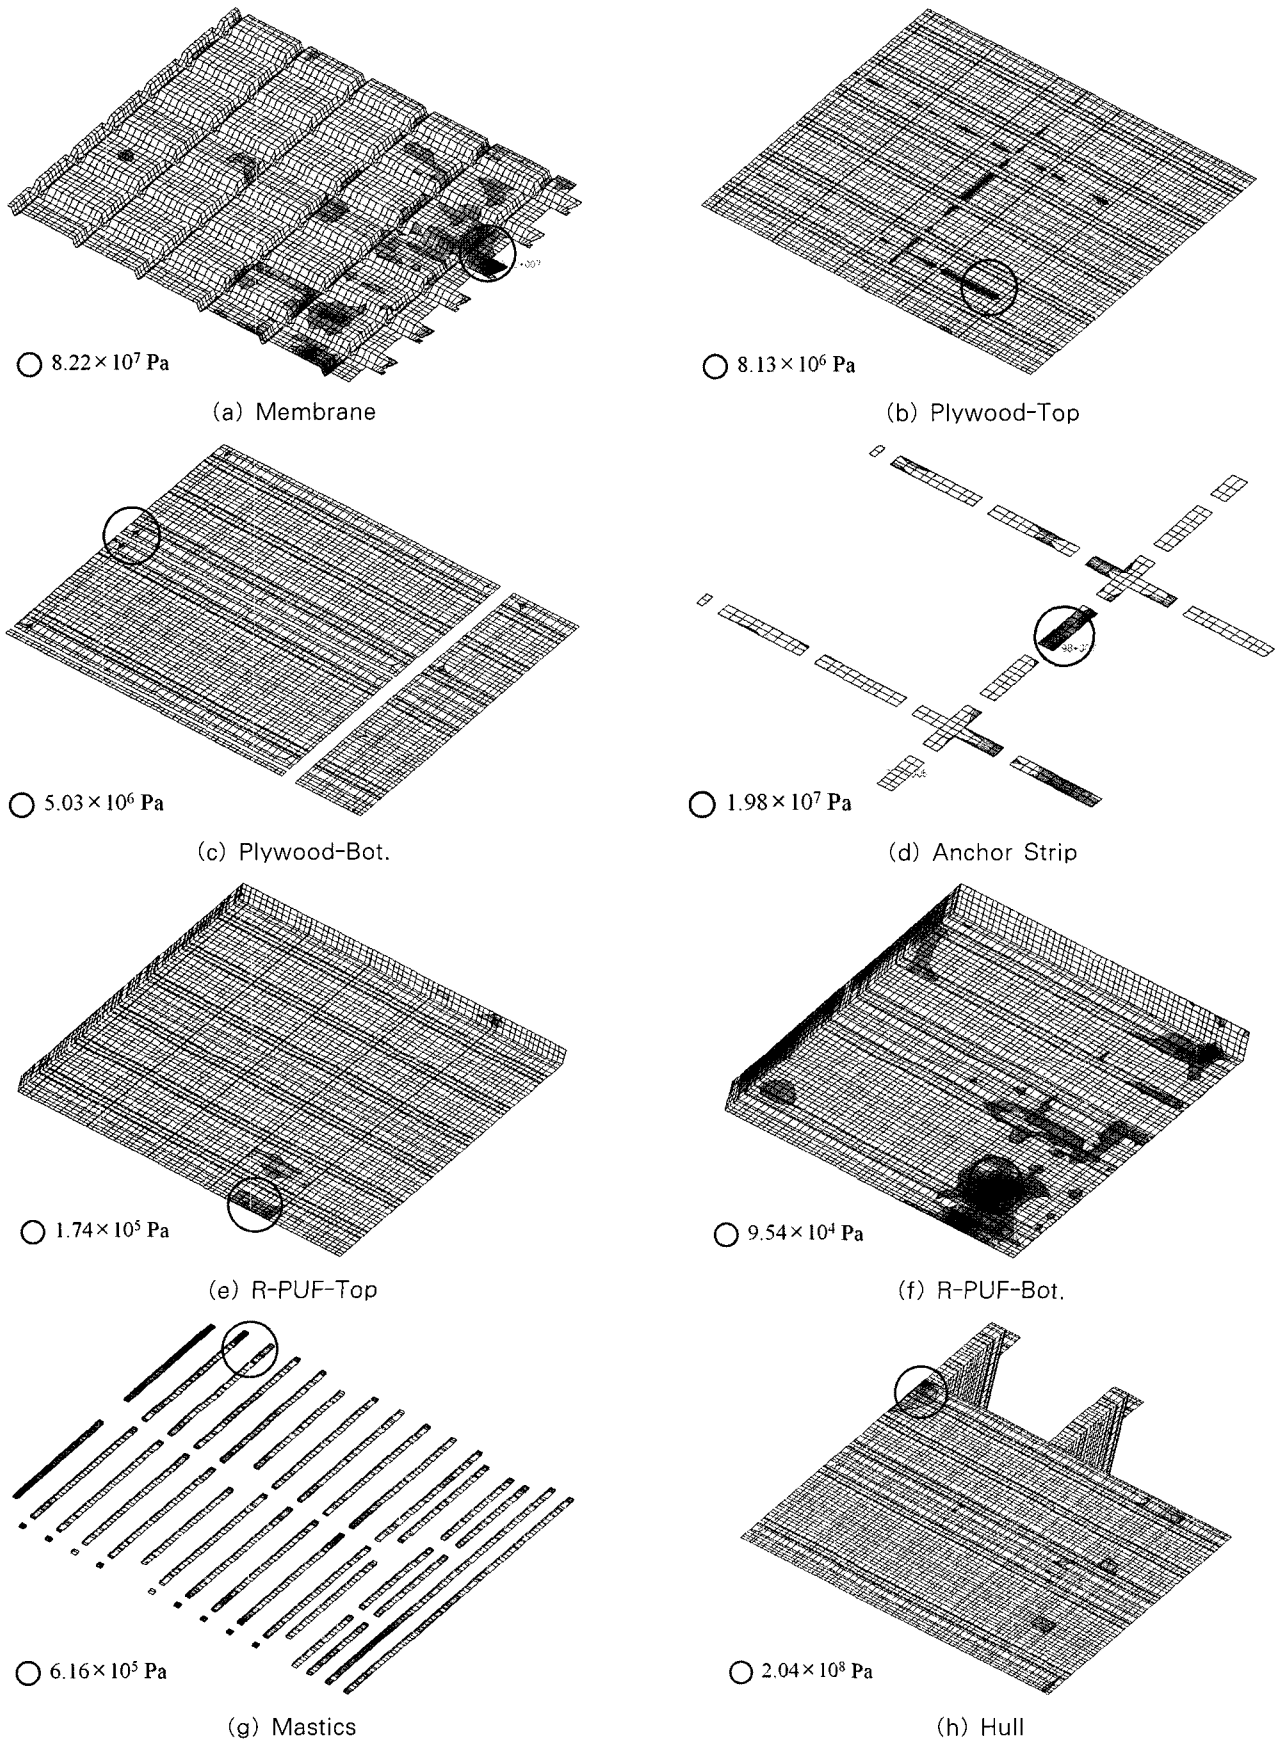 8.22×10⁷ Pa
(a) Membrane
8.13×10⁶ Pa
(b) Plywood-Top
5.03×10⁶ Pa
(c) Plywood-Bot.
1.98×10⁷ Pa
(d) Anchor Strip
1.74×10⁵ Pa
(e) R-PUF-Top
9.54×10⁴ Pa
(f) R-PUF-Bot.
6.16×10⁵ Pa
(g) Mastics
2.04×10⁸ Pa
(h) Hull